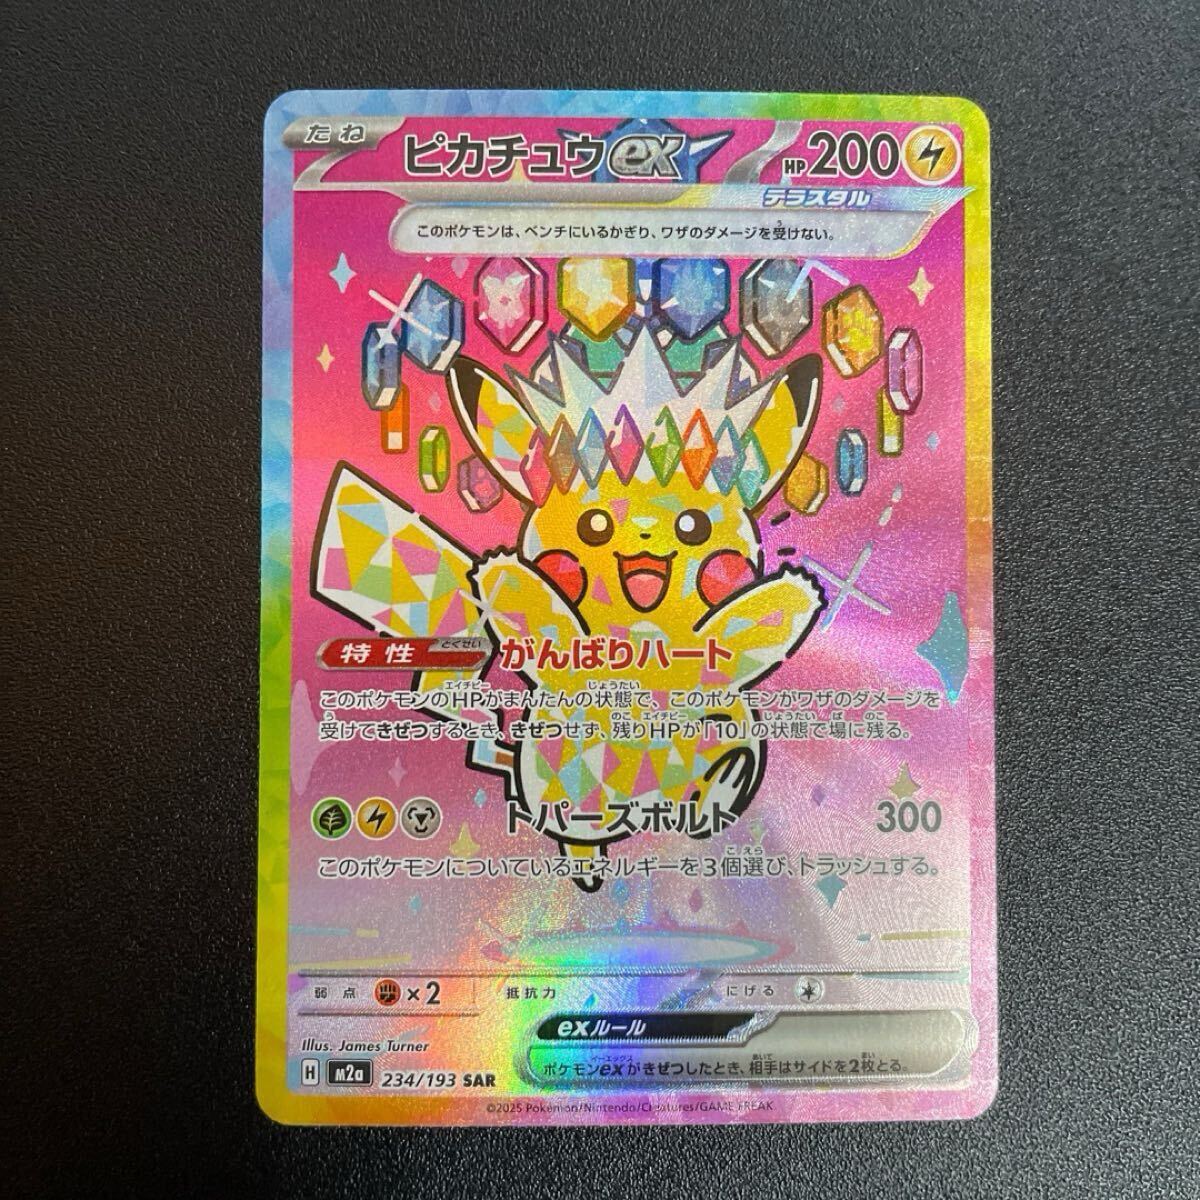 たね ピカチュウex HP200
テラスタル
このポケモンは、ベンチにいるかぎり、ワザのダメージを受けない。
特性 とくせい がんばりハート
このポケモンのHPがまんたんの状態で、このポケモンがワザのダメージを
受けてきぜつするとき、きぜつせず、残りHPが「10」の状態で場に残る。
トパーズボルト 300
このポケモンについているエネルギーを3個選び、トラッシュする。
弱点 ×2 抵抗力 にげる
exルール
ポケモンexがきぜつしたとき、相手はサイドを2枚とる。
Illus. James Turner
H M2a 234/193 SAR
©2025 Pokémon/Nintendo/Creatures/GAME FREAK